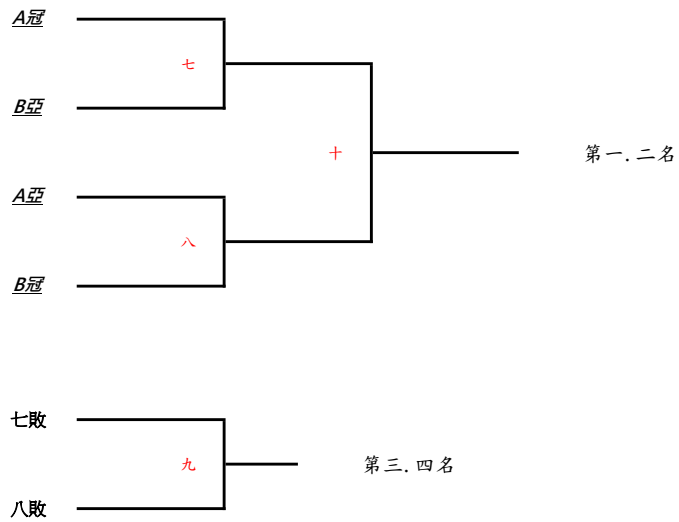 A冠
七
B亞
十
第一.二名
A亞
八
B冠
七敗
九
第三.四名
八敗